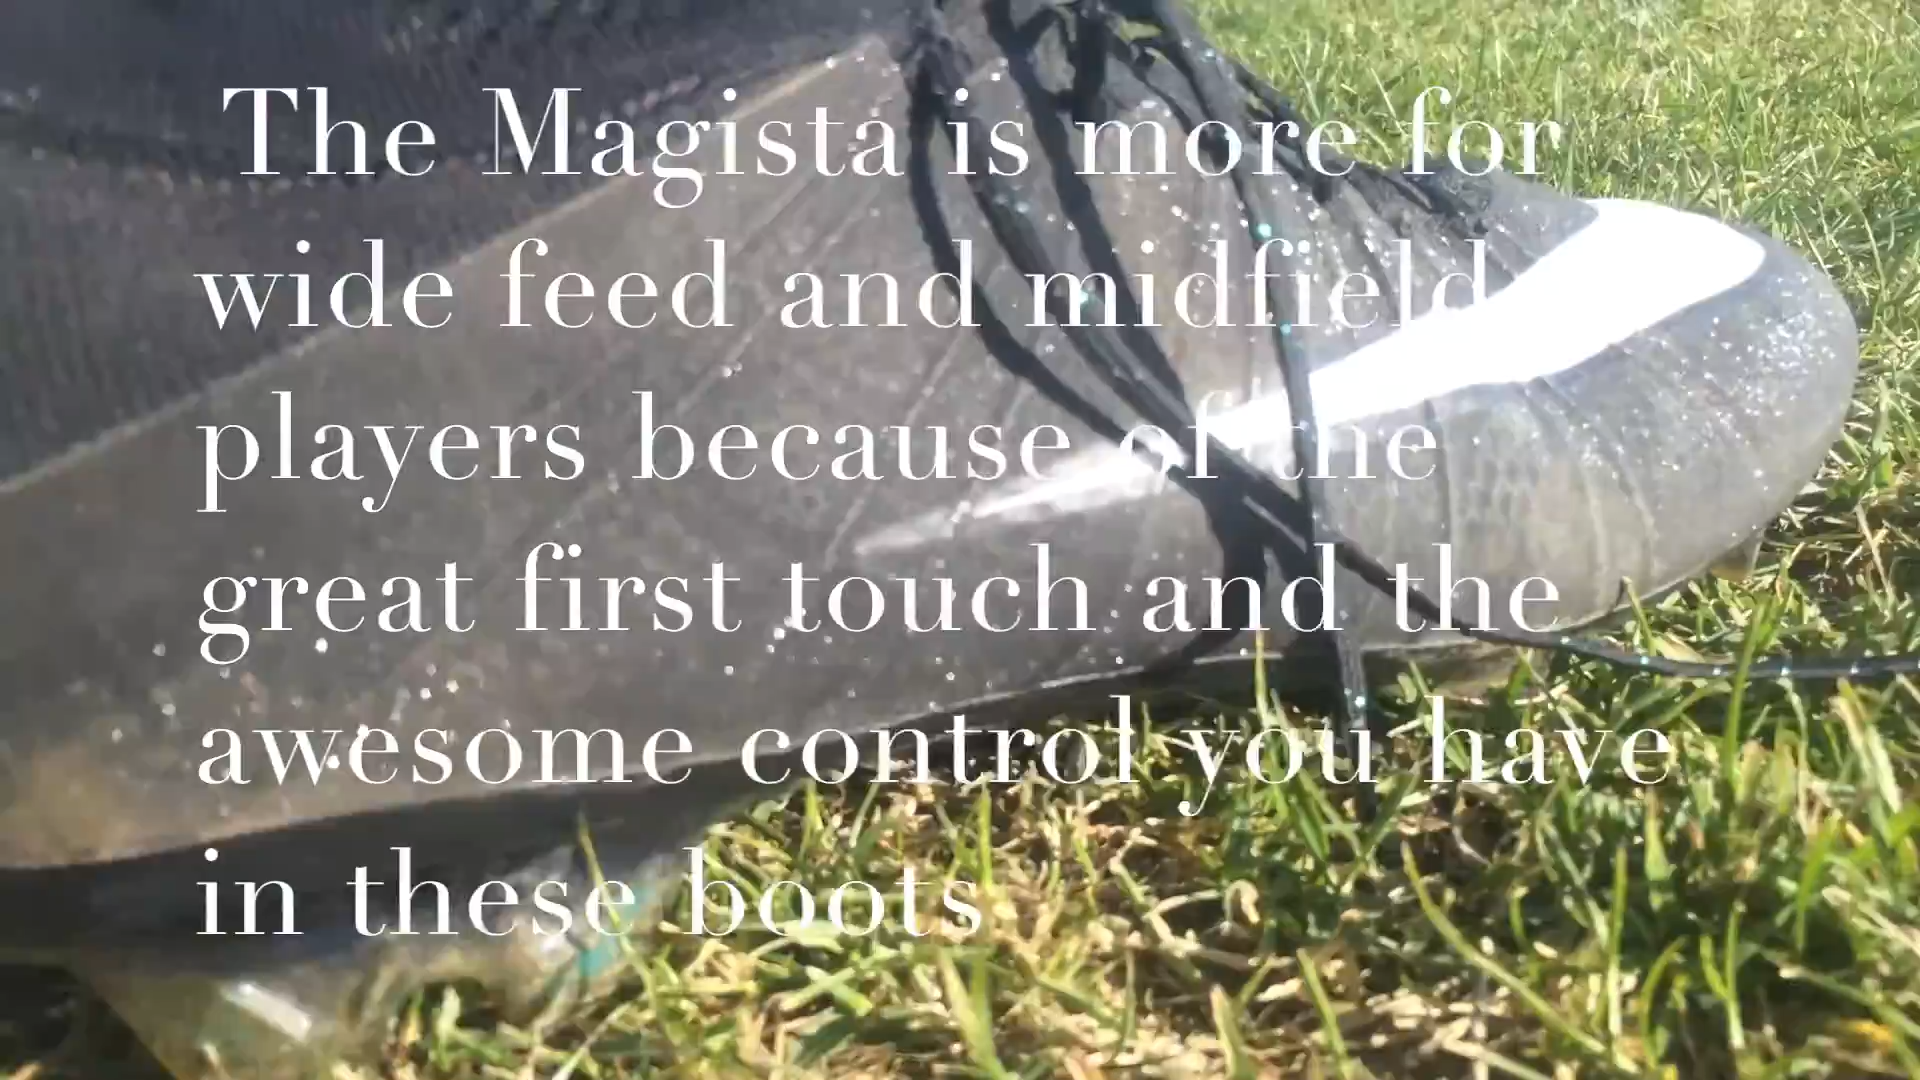 The Magista is more for
wide feed and midfield
players because of the
great first touch and the
awesome control you have
in these boots